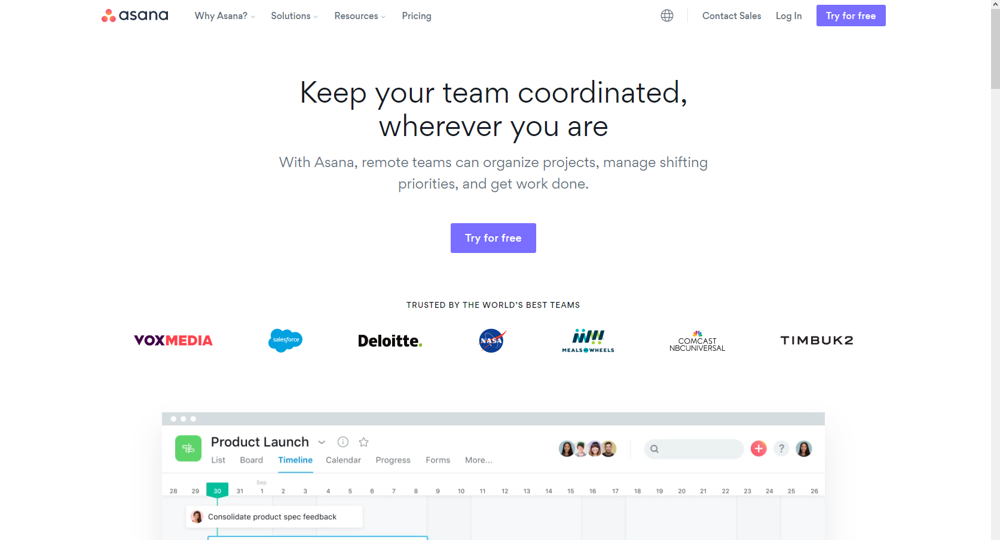 asana
Why Asana?
Solutions
Resources
Pricing
Contact Sales
Log In
Try for free
Keep your team coordinated,
wherever you are
With Asana, remote teams can organize projects, manage shifting
priorities, and get work done.
Try for free
TRUSTED BY THE WORLD'S BEST TEAMS
VOXMEDIA
salesforce
Deloitte.
NASA
MEALS ON WHEELS
COMCAST
NBCUNIVERSAL
TIMBUK2
Product Launch
List Board Timeline Calendar Progress Forms More...
?
Sep
28 29 30 31 1 2 3 4 5 6 7 8 9 10 11 12 13 14 15 16 17 18 19 20 21 22 23 24 25 26
Consolidate product spec feedback